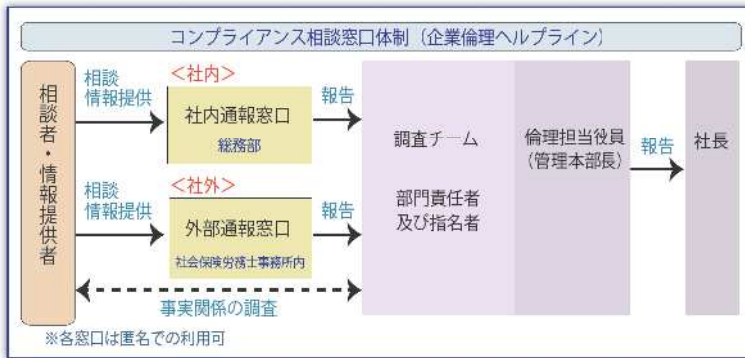 コンプライアンス相談窓口体制（企業倫理ヘルプライン）
相談者・情報提供者
相談
情報提供
＜社内＞
社内通報窓口
総務部
報告
相談
情報提供
＜社外＞
外部通報窓口
社会保険労務士事務所内
報告
調査チーム
部門責任者
及び指名者
倫理担当役員
（管理本部長）
報告
社長
事実関係の調査
※各窓口は匿名での利用可